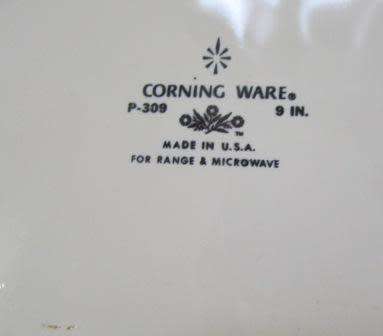 CORNING WARE®
P-309 9 IN.
TM
MADE IN U.S.A.
FOR RANGE & MICROWAVE